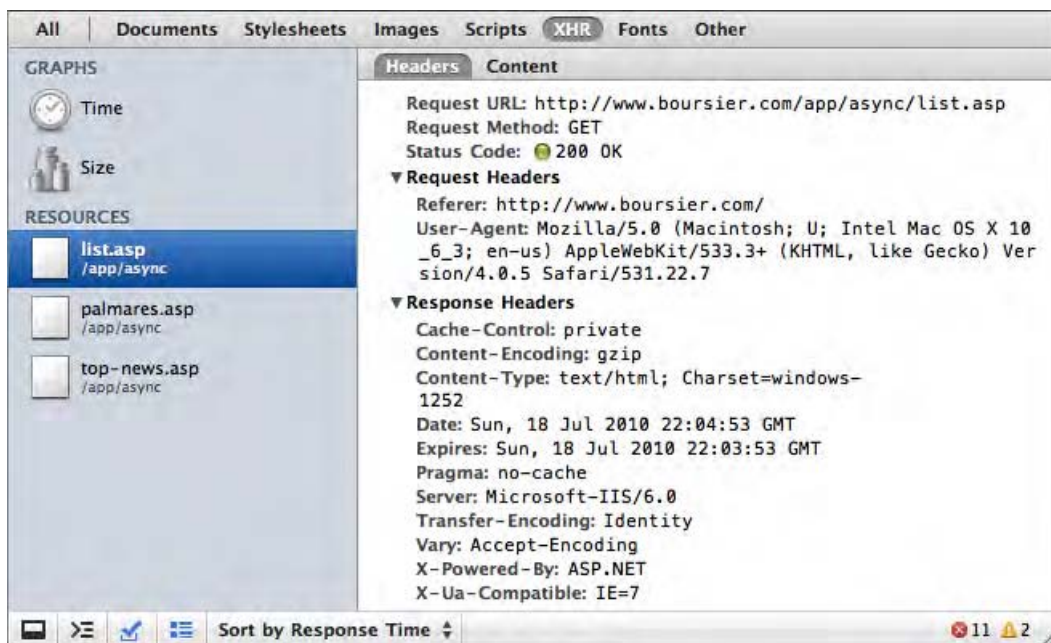 All Documents Stylesheets Images Scripts XHR Fonts Other
GRAPHS
Time
Size
RESOURCES
list.asp
/app/async
palmares.asp
/app/async
top-news.asp
/app/async
Headers Content
Request URL: http://www.boursier.com/app/async/list.asp
Request Method: GET
Status Code: 200 OK
Request Headers
Referer: http://www.boursier.com/
User-Agent: Mozilla/5.0 (Macintosh; U; Intel Mac OS X 10
_6_3; en-us) AppleWebKit/533.3+ (KHTML, like Gecko) Ver
sion/4.0.5 Safari/531.22.7
Response Headers
Cache-Control: private
Content-Encoding: gzip
Content-Type: text/html; Charset=windows-
1252
Date: Sun, 18 Jul 2010 22:04:53 GMT
Expires: Sun, 18 Jul 2010 22:03:53 GMT
Pragma: no-cache
Server: Microsoft-IIS/6.0
Transfer-Encoding: Identity
Vary: Accept-Encoding
X-Powered-By: ASP.NET
X-Ua-Compatible: IE=7
Sort by Response Time 11 2